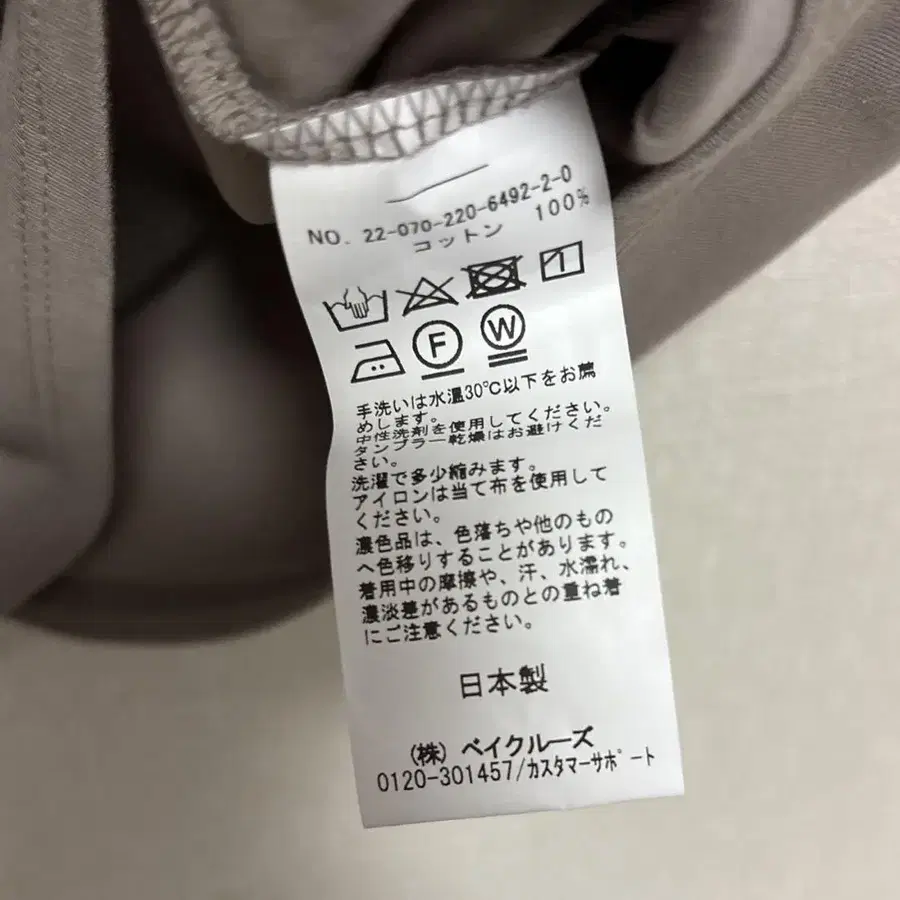 NO. 22-070-220-6492-2-0
コットン 100%
F W
手洗いは水温30℃以下をお薦
めします。
中性洗剤を使用してください。
タンブラー乾燥はお避けくだ
さい。
洗濯で多少縮みます。
アイロンは当て布を使用して
ください。
濃色品は、色落ちや他のもの
へ色移りすることがあります。
着用中の摩擦や、汗、水濡れ、
濃淡差があるものとの重ね着
にご注意ください。
日本製
(株) ベイクルーズ
0120-301457/カスタマーサポート